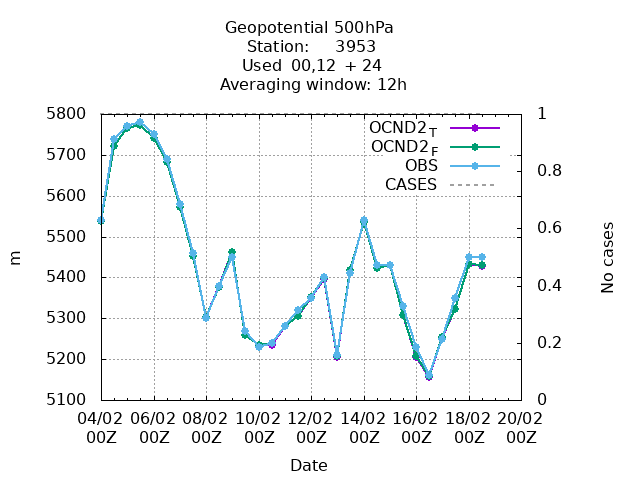 Geopotential 500hPa
Station: 3953
Used 00,12 + 24
Averaging window: 12h
OCND2T
OCND2F
OBS
CASES
5800
5700
5600
5500
5400
5300
5200
5100
m
1
0.8
0.6
0.4
0.2
0
No cases
04/02 06/02 08/02 10/02 12/02 14/02 16/02 18/02 20/02
00Z 00Z 00Z 00Z 00Z 00Z 00Z 00Z 00Z
Date